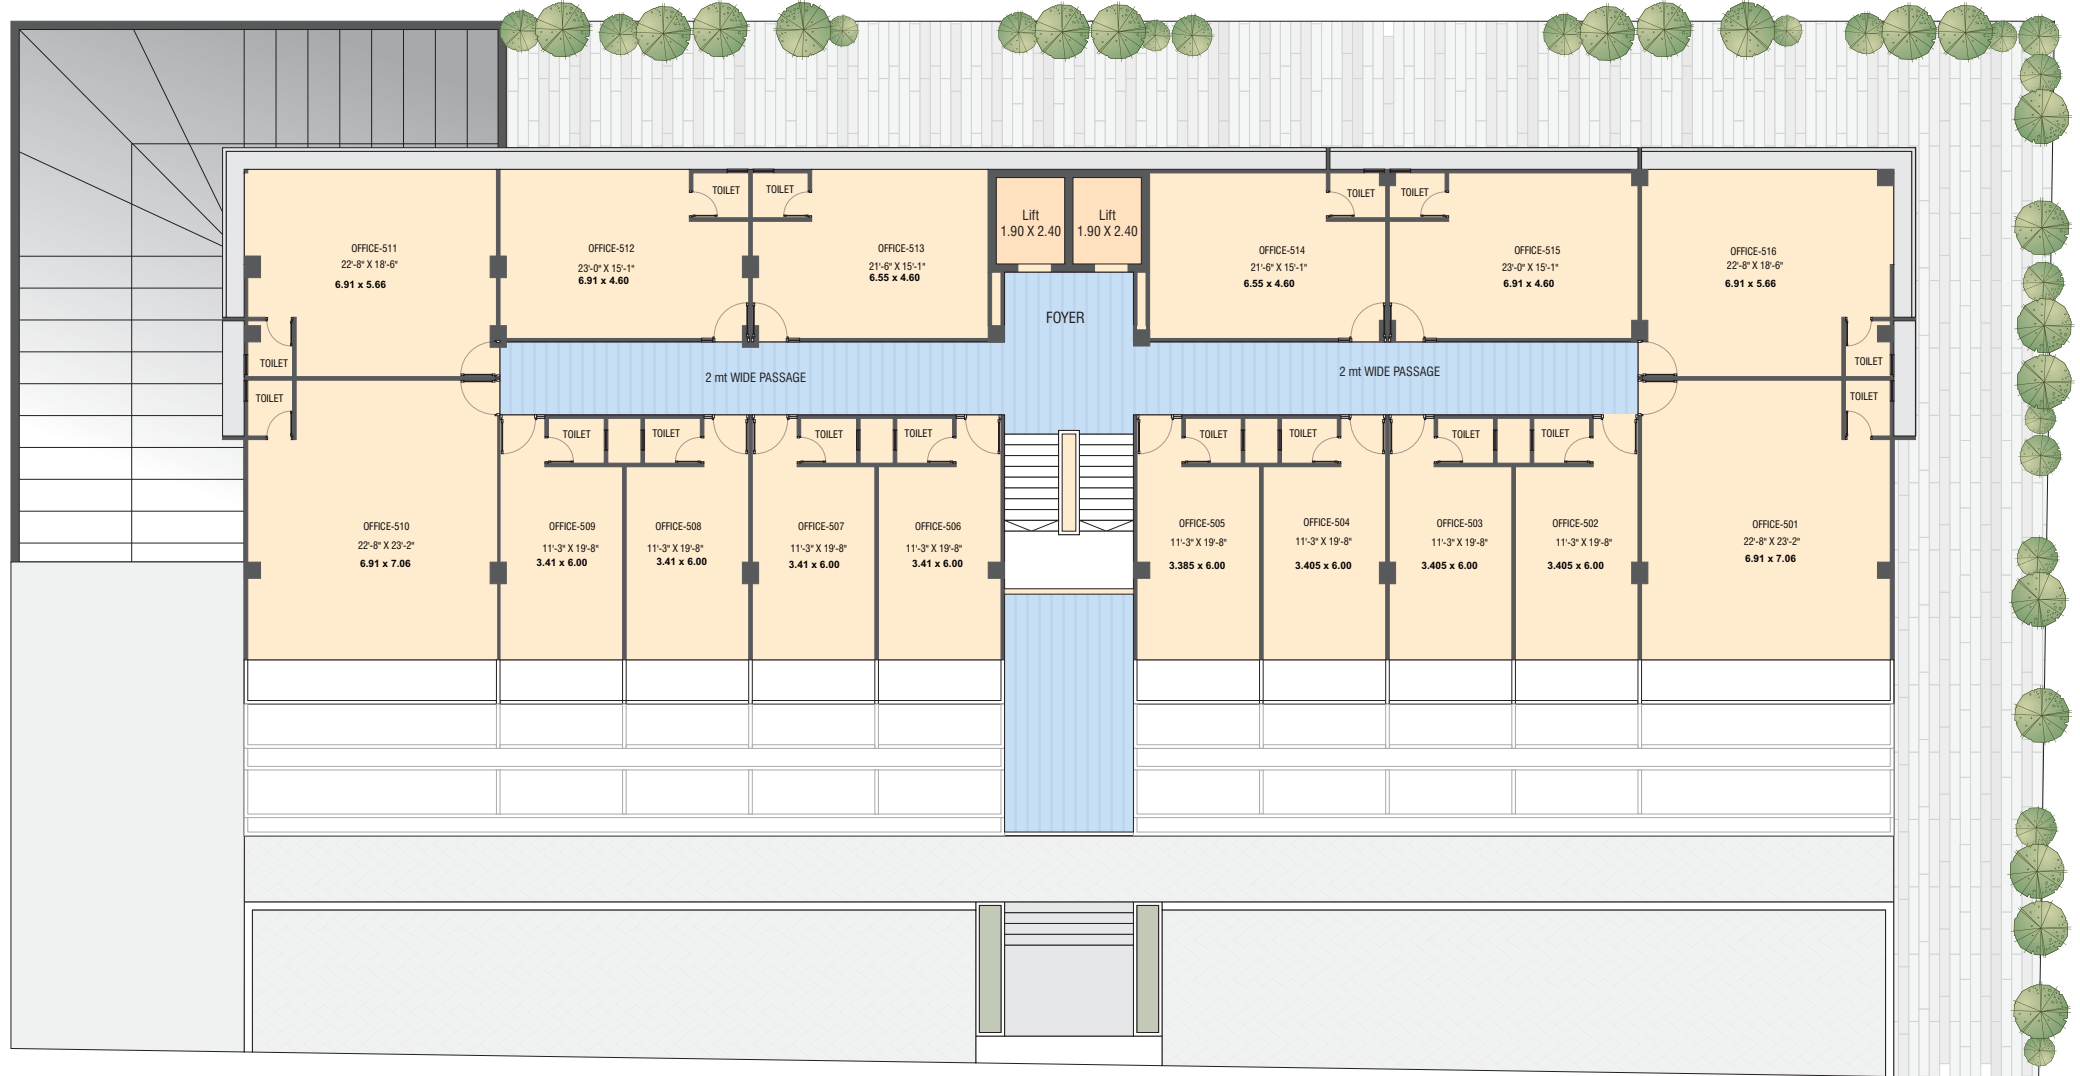 TOILET
TOILET
TOILET
TOILET
Lift
1.90 X 2.40
Lift
1.90 X 2.40
OFFICE-511
22'-8" X 18'-6"
6.91 x 5.66
OFFICE-512
23'-0" X 15'-1"
6.91 x 4.60
OFFICE-513
21'-6" X 15'-1"
6.55 x 4.60
OFFICE-514
21'-6" X 15'-1"
6.55 x 4.60
OFFICE-515
23'-0" X 15'-1"
6.91 x 4.60
OFFICE-516
22'-8" X 18'-6"
6.91 x 5.66
FOYER
TOILET
TOILET
2 mt WIDE PASSAGE
2 mt WIDE PASSAGE
TOILET
TOILET
TOILET
TOILET
TOILET
TOILET
TOILET
TOILET
TOILET
TOILET
OFFICE-510
22'-8" X 23'-2"
6.91 x 7.06
OFFICE-509
11'-3" X 19'-8"
3.41 x 6.00
OFFICE-508
11'-3" X 19'-8"
3.41 x 6.00
OFFICE-507
11'-3" X 19'-8"
3.41 x 6.00
OFFICE-506
11'-3" X 19'-8"
3.41 x 6.00
OFFICE-505
11'-3" X 19'-8"
3.385 x 6.00
OFFICE-504
11'-3" X 19'-8"
3.405 x 6.00
OFFICE-503
11'-3" X 19'-8"
3.405 x 6.00
OFFICE-502
11'-3" X 19'-8"
3.405 x 6.00
OFFICE-501
22'-8" X 23'-2"
6.91 x 7.06